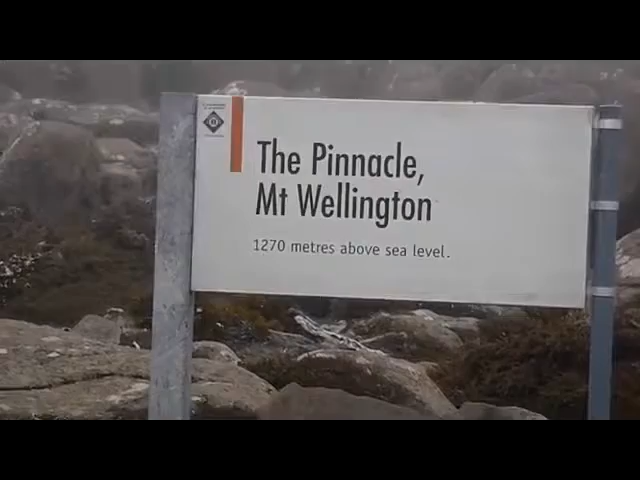 The Pinnacle,
Mt Wellington
1270 metres above sea level.